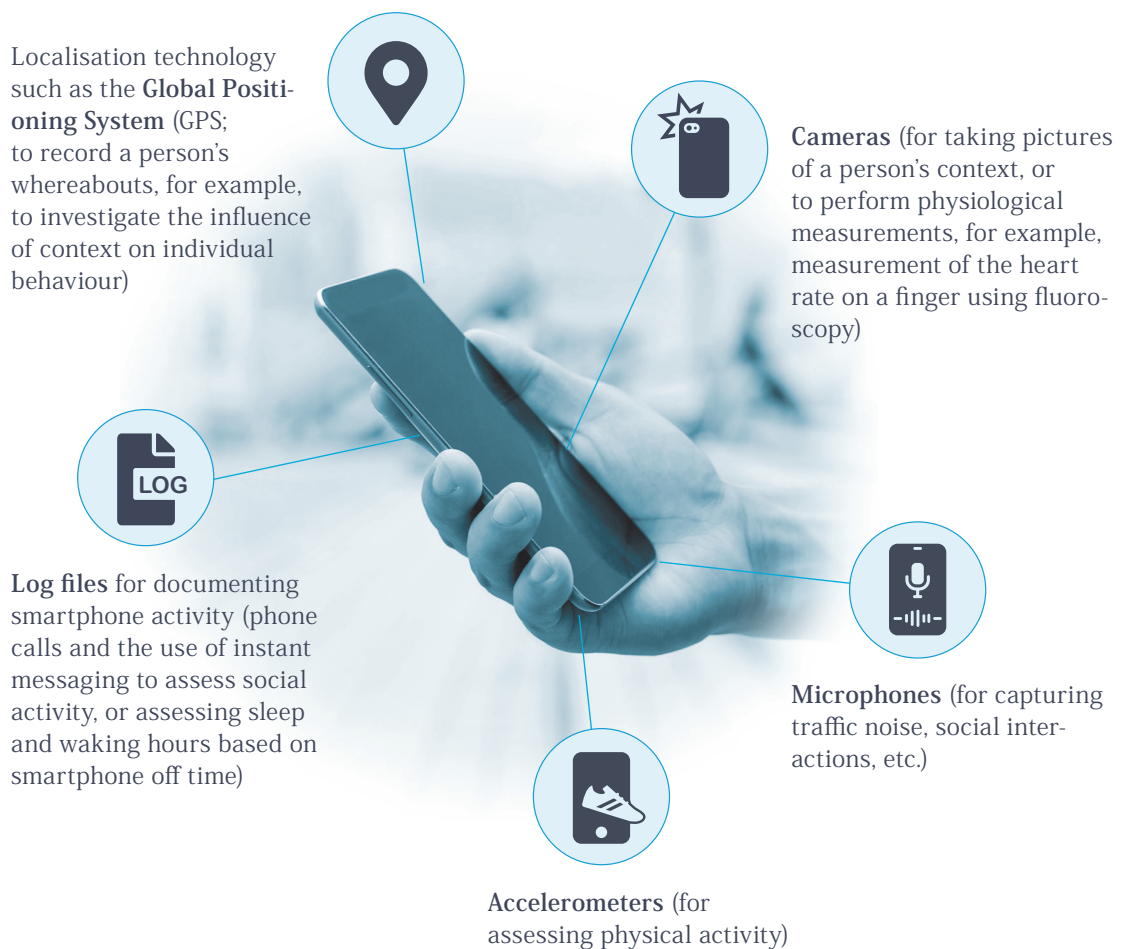 Localisation technology
such as the Global Positi-
oning System (GPS;
to record a person's
whereabouts, for example,
to investigate the influence
of context on individual
behaviour)
Cameras (for taking pictures
of a person's context, or
to perform physiological
measurements, for example,
measurement of the heart
rate on a finger using fluoro-
scopy)
LOG
Log files for documenting
smartphone activity (phone
calls and the use of instant
messaging to assess social
activity, or assessing sleep
and waking hours based on
smartphone off time)
Microphones (for capturing
traffic noise, social inter-
actions, etc.)
Accelerometers (for
assessing physical activity)